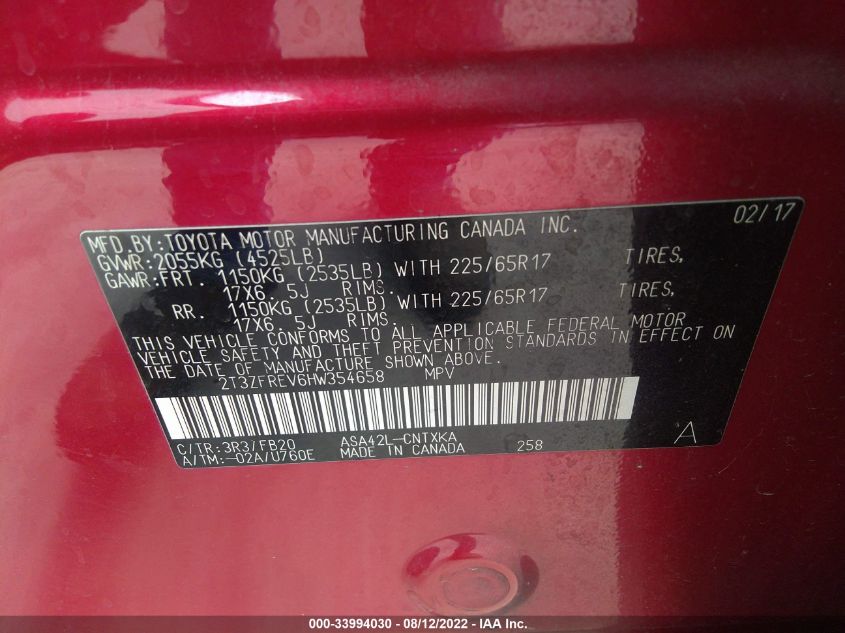 02/17
MFD.BY:TOYOTA MOTOR MANUFACTURING CANADA INC.
GVWR:2055KG (4525LB)
GAWR:FRT. 1150KG (2535LB) WITH 225/65R17 TIRES,
17X6.5J RIMS.
RR. 1150KG (2535LB) WITH 225/65R17 TIRES,
17X6.5J RIMS.
THIS VEHICLE CONFORMS TO ALL APPLICABLE FEDERAL MOTOR
VEHICLE SAFETY AND THEFT PREVENTION STANDARDS IN EFFECT ON
THE DATE OF MANUFACTURE SHOWN ABOVE.
2T3ZFREV6HW354658 MPV
C/TR:3R3/FB20 ASA42L-CNTXKA A
A/TM:-02A/U760E MADE IN CANADA 258
000-33994030 - 08/12/2022 - IAA Inc.